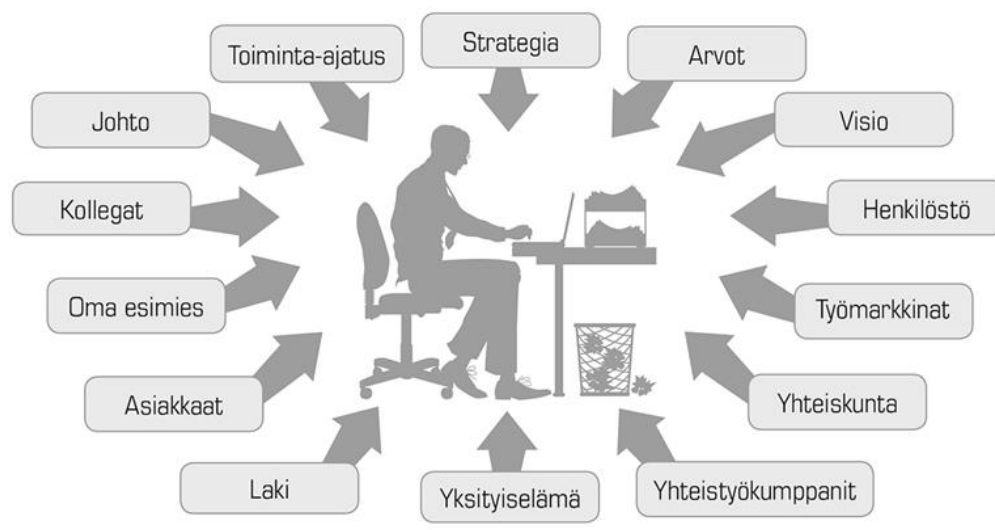 Strategia
Toiminta-ajatus
Arvot
Johto
Visio
Kollegat
Henkilöstö
Oma esimies
Työmarkkinat
Asiakkaat
Yhteiskunta
Laki
Yksityiselämä
Yhteistyökumppanit